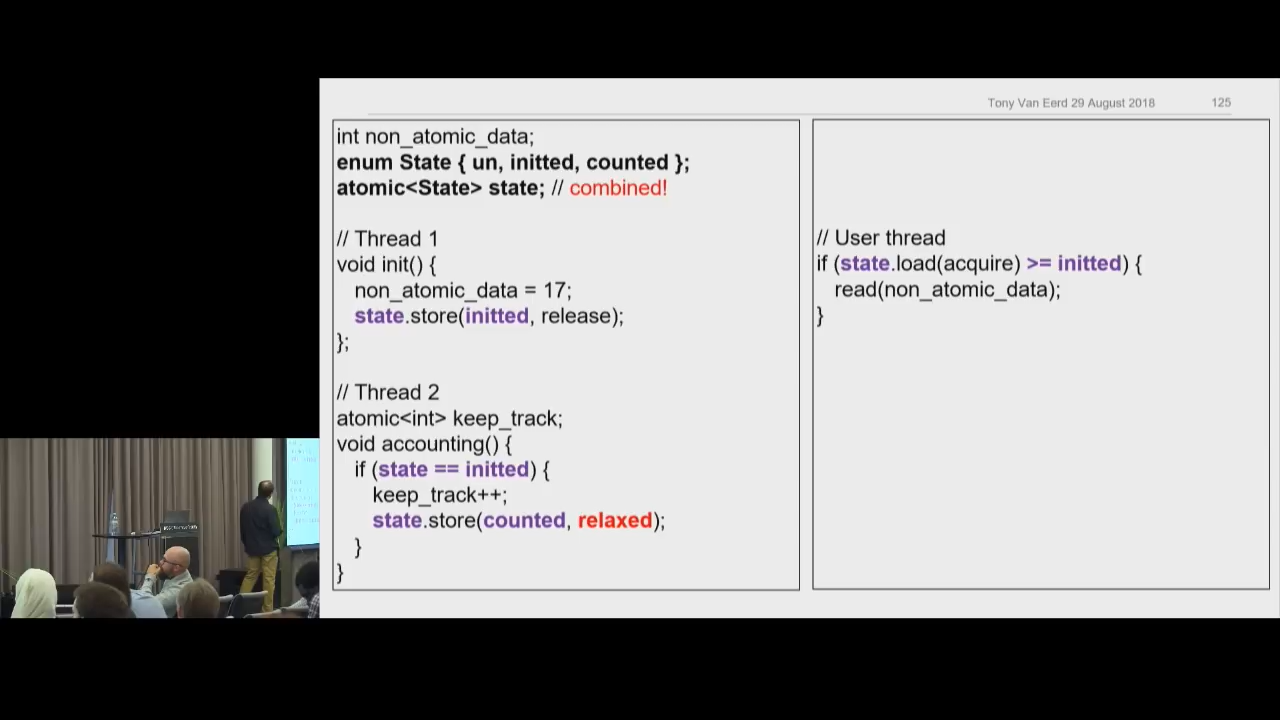 Tony Van Eerd 29 August 2018 125
int non_atomic_data;
enum State { un, initted, counted };
atomic<State> state; // combined!
// Thread 1
void init() {
non_atomic_data = 17;
state.store(initted, release);
};
// Thread 2
atomic<int> keep_track;
void accounting() {
if (state == initted) {
keep_track++;
state.store(counted, relaxed);
}
}
// User thread
if (state.load(acquire) >= initted) {
read(non_atomic_data);
}